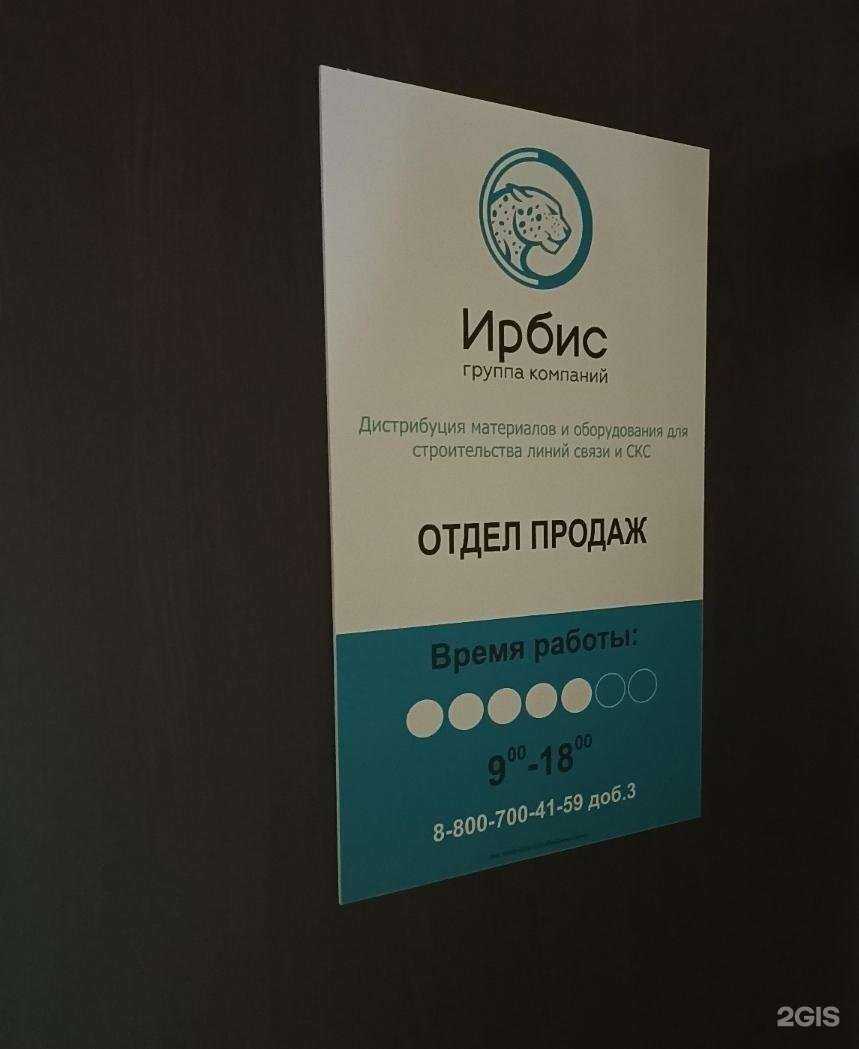 Ирбис
группа компаний
Дистрибуция материалов и оборудования для
строительства линий связи и СКС
ОТДЕЛ ПРОДАЖ
Время работы:
9⁰⁰-18⁰⁰
8-800-700-41-59 доб.3
2GIS